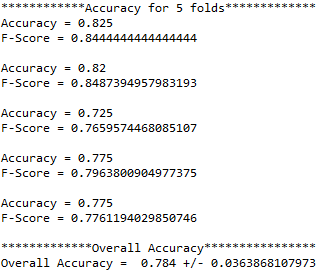 ************Accuracy for 5 folds*************
Accuracy = 0.825
F-Score = 0.8444444444444444
Accuracy = 0.82
F-Score = 0.8487394957983193
Accuracy = 0.725
F-Score = 0.7659574468085107
Accuracy = 0.775
F-Score = 0.7963800904977375
Accuracy = 0.775
F-Score = 0.7761194029850746
*************Overall Accuracy****************
Overall Accuracy =  0.784 +/- 0.0363868107973